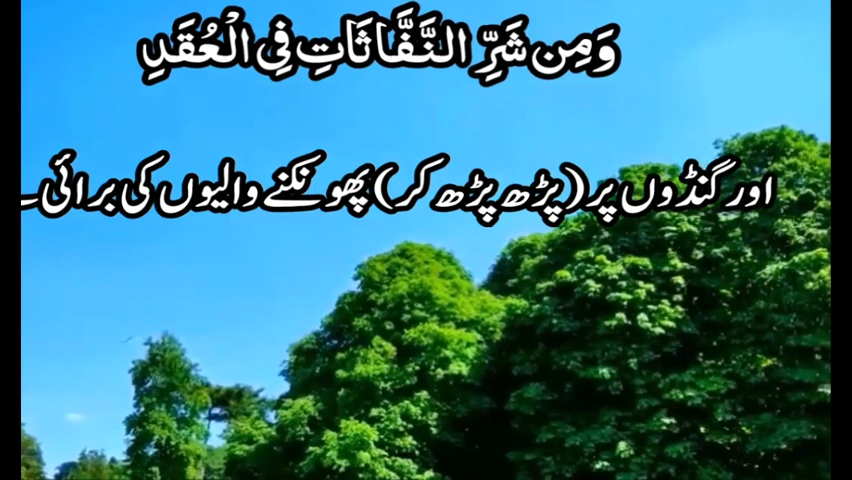 وَمِن شَرِّ النَّفَّاثَاتِ فِي الْعُقَدِ
اور گنڈوں پر (پڑھ پڑھ کر) پھونکنے والیوں کی برائی۔